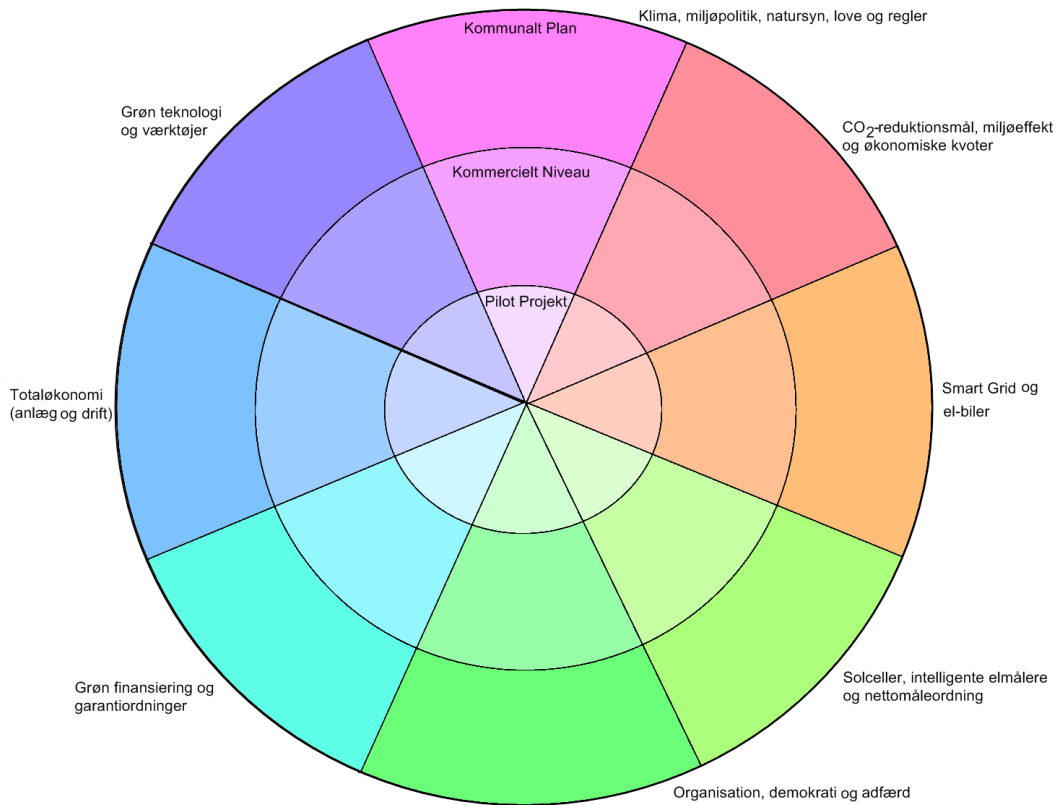 Klima, miljøpolitik, natursyn, love og regler
Kommunalt Plan
Grøn teknologi
og værktøjer
CO2-reduktionsmål, miljøeffekt
og økonomiske kvoter
Kommercielt Niveau
Pilot Projekt
Totaløkonomi
(anlæg og drift)
Smart Grid og
el-biler
Grøn finansiering og
garantiordninger
Solceller, intelligente elmålere
og nettomåleordning
Organisation, demokrati og adfærd